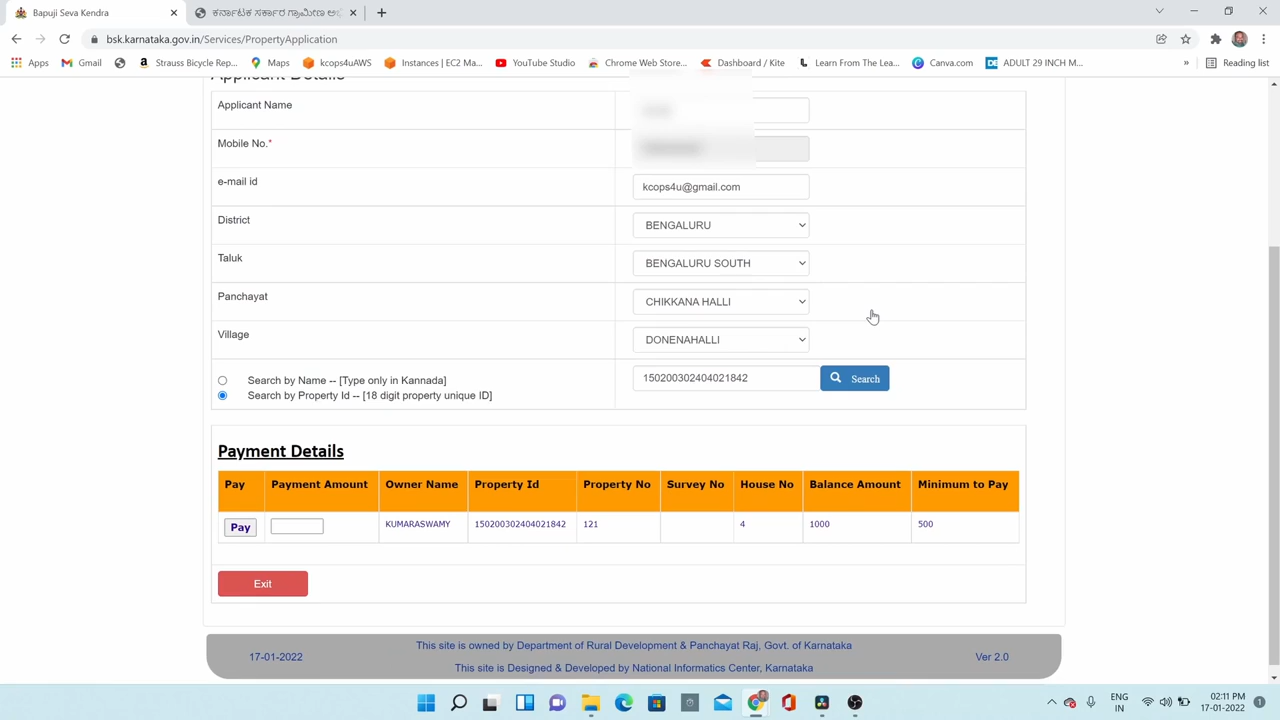 Bapuji Seva Kendra
ಕರ್ನಾಟಕ ಸರ್ಕಾರ ಗ್ರಾಮೀಣ ಅಭಿ
bsk.karnataka.gov.in/Services/PropertyApplication
Apps Gmail Strauss Bicycle Rep... Maps kcops4uAWS Instances | EC2 Ma... YouTube Studio Chrome Web Store... Dashboard / Kite Learn From The Lea... Canva.com ADULT 29 INCH M... » Reading list
Applicant Details
Applicant Name
Mobile No.*
e-mail id kcops4u@gmail.com
District BENGALURU
Taluk BENGALURU SOUTH
Panchayat CHIKKANA HALLI
Village DONENAHALLI
Search by Name -- [Type only in Kannada] 150200302404021842 Search
Search by Property Id -- [18 digit property unique ID]
Payment Details
Pay Payment Amount Owner Name Property Id Property No Survey No House No Balance Amount Minimum to Pay
Pay KUMARASWAMY 150200302404021842 121 4 1000 500
Exit
This site is owned by Department of Rural Development & Panchayat Raj, Govt. of Karnataka
17-01-2022 Ver 2.0
This site is Designed & Developed by National Informatics Center, Karnataka
ENG 02:11 PM
IN 17-01-2022